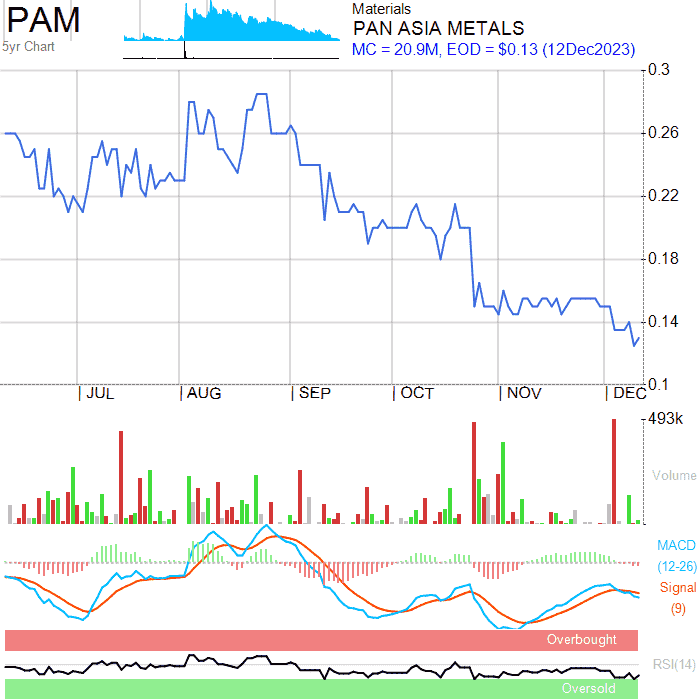 PAM
5yr Chart
Materials
PAN ASIA METALS
MC = 20.9M, EOD = $0.13 (12Dec2023)
0.3
0.26
0.22
0.18
0.14
0.1
JUL AUG SEP OCT NOV DEC
493k
Volume
MACD
(12-26)
Signal
(9)
Overbought
RSI(14)
Oversold